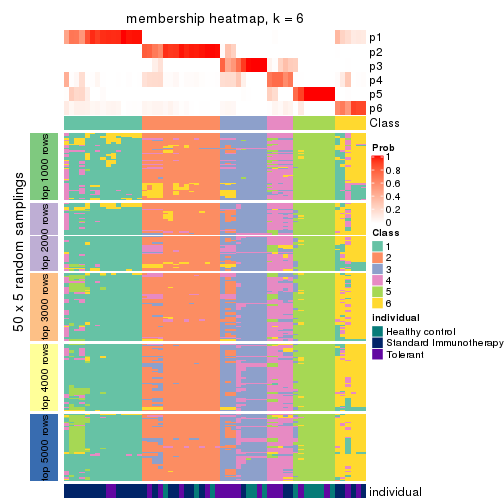 membership heatmap, k = 6
p1
p2
p3
p4
p5
p6
Class
50 x 5 random samplings
top 1000 rows
top 2000 rows
top 3000 rows
top 4000 rows
top 5000 rows
Prob
1
0.8
0.6
0.4
0.2
0
Class
1
2
3
4
5
6
individual
Healthy control
Standard Immunotherapy
Tolerant
individual